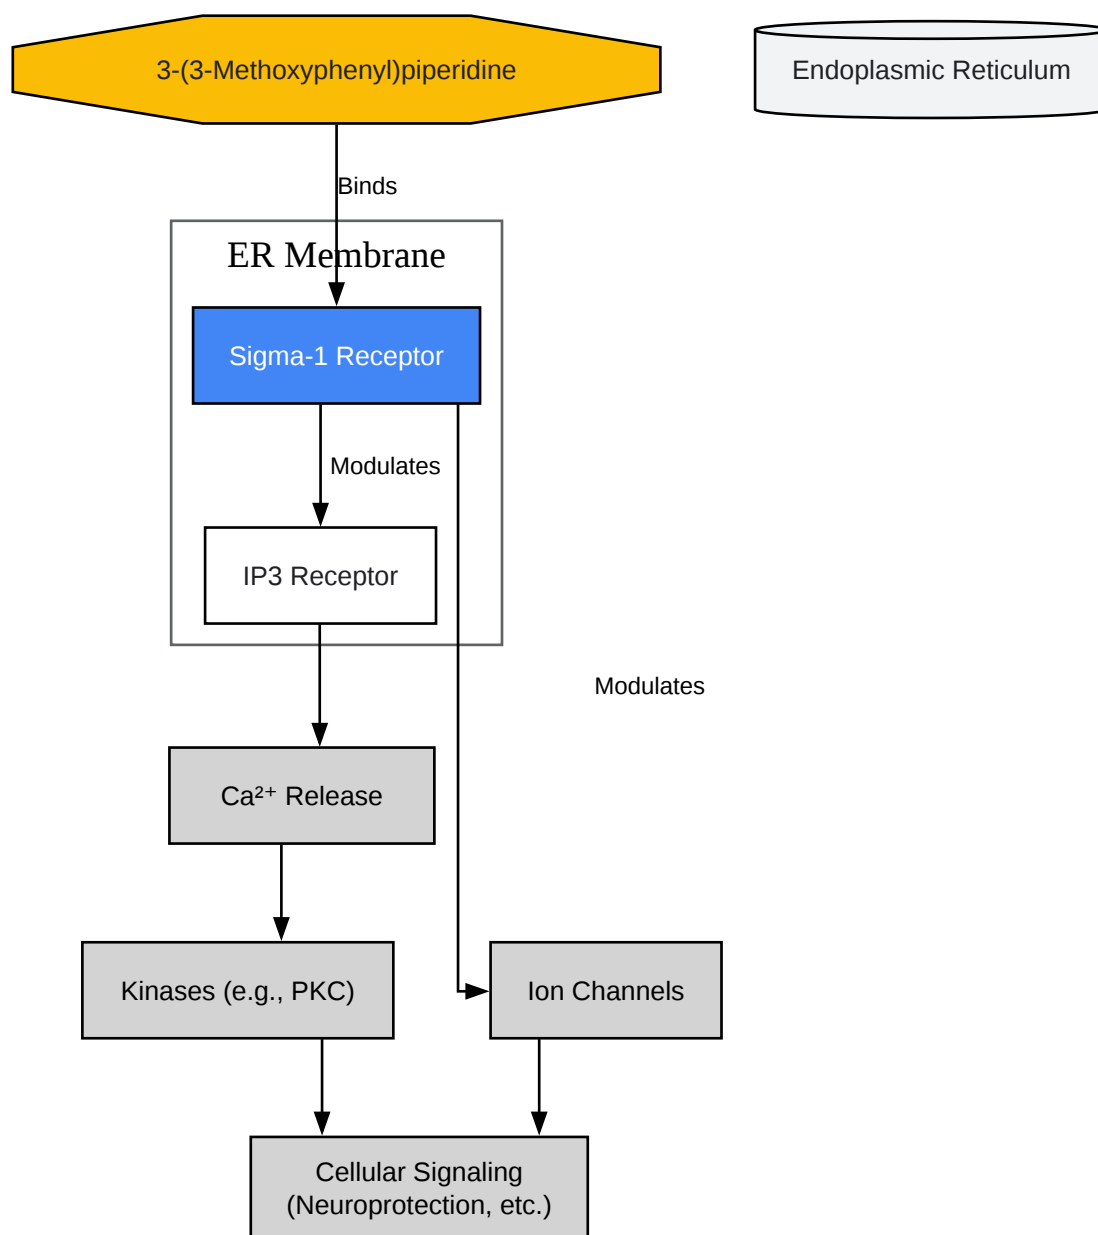 3-(3-Methoxyphenyl)piperidine
Endoplasmic Reticulum
Binds
ER Membrane
Sigma-1 Receptor
Modulates
IP3 Receptor
Modulates
Ca²⁺ Release
Kinases (e.g., PKC)
Ion Channels
Cellular Signaling
(Neuroprotection, etc.)